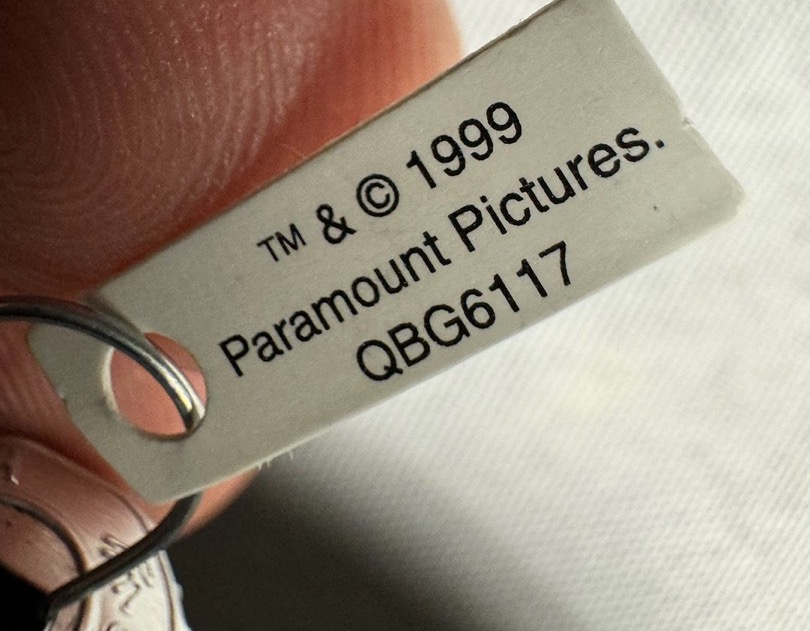 ™ & © 1999
Paramount Pictures.
QBG6117